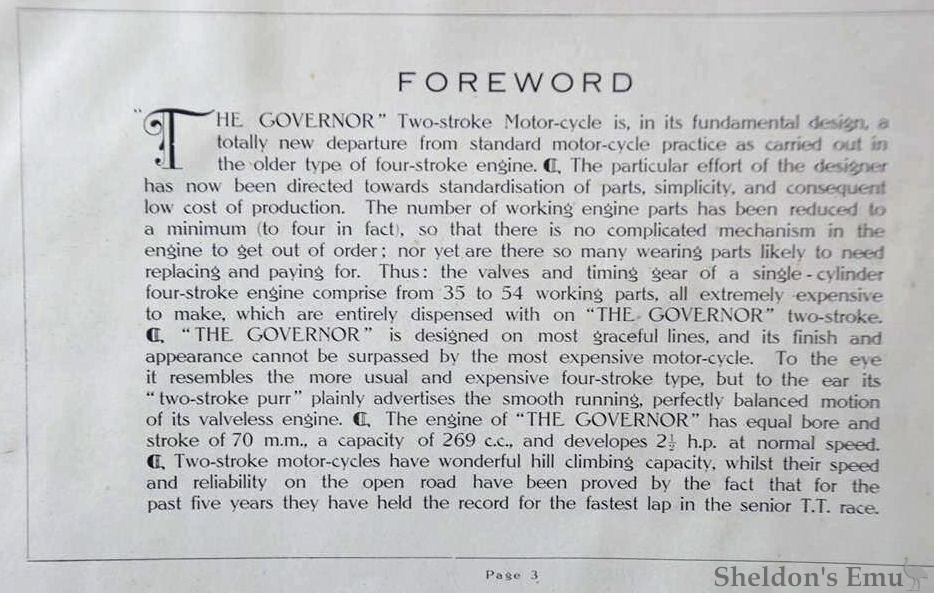 FOREWORD
"THE GOVERNOR" Two-stroke Motor-cycle is, in its fundamental design, a
totally new departure from standard motor-cycle practice as carried out in
the older type of four-stroke engine. ℂ, The particular effort of the designer
has now been directed towards standardisation of parts, simplicity, and consequent
low cost of production. The number of working engine parts has been reduced to
a minimum (to four in fact), so that there is no complicated mechanism in the
engine to get out of order; nor yet are there so many wearing parts likely to need
replacing and paying for. Thus: the valves and timing gear of a single-cylinder
four-stroke engine comprise from 35 to 54 working parts, all extremely expensive
to make, which are entirely dispensed with on "THE GOVERNOR" two-stroke.
ℂ, "THE GOVERNOR" is designed on most graceful lines, and its finish and
appearance cannot be surpassed by the most expensive motor-cycle. To the eye
it resembles the more usual and expensive four-stroke type, but to the ear its
"two-stroke purr" plainly advertises the smooth running, perfectly balanced motion
of its valveless engine. ℂ, The engine of "THE GOVERNOR" has equal bore and
stroke of 70 m.m., a capacity of 269 c.c., and developes 2½ h.p. at normal speed.
ℂ, Two-stroke motor-cycles have wonderful hill climbing capacity, whilst their speed
and reliability on the open road have been proved by the fact that for the
past five years they have held the record for the fastest lap in the senior T.T. race.
Page 3
Sheldon's Emu